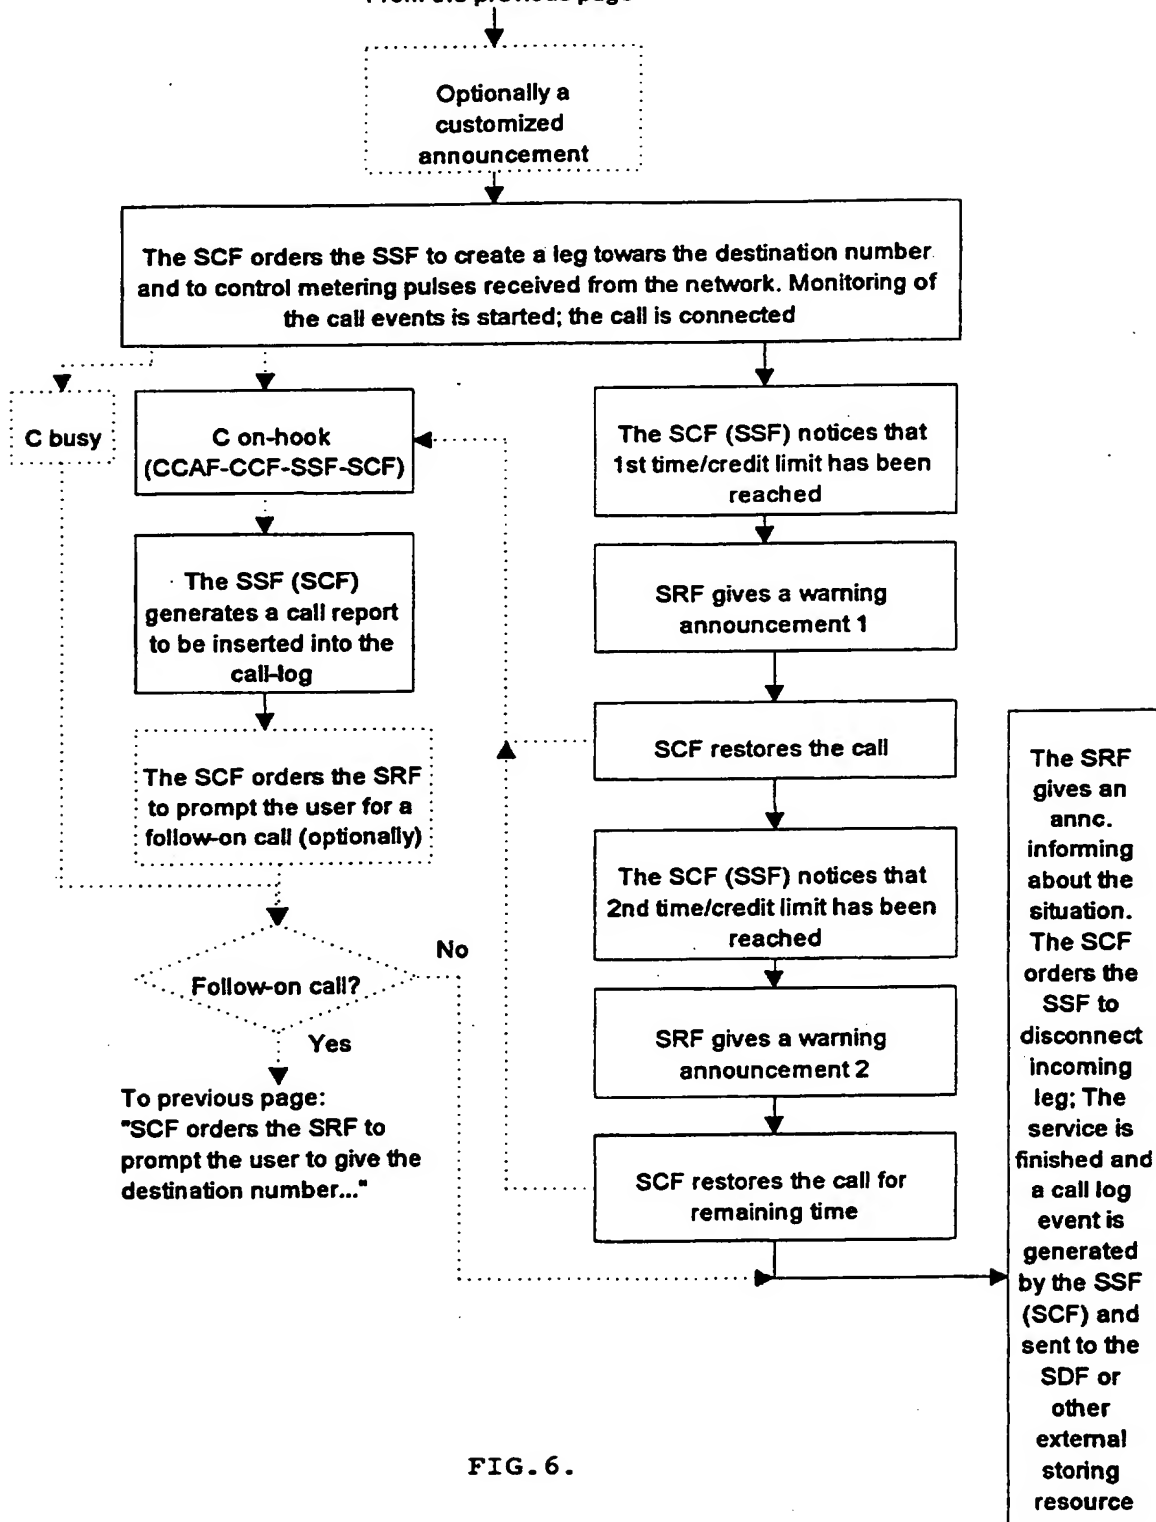 From the previous page
Optionally a
customized
announcement
The SCF orders the SSF to create a leg towars the destination number
and to control metering pulses received from the network. Monitoring of
the call events is started; the call is connected
C busy
C on-hook
(CCAF-CCF-SSF-SCF)
The SSF (SCF)
generates a call report
to be inserted into the
call-log
The SCF orders the SRF
to prompt the user for a
follow-on call (optionally)
Follow-on call?
No
Yes
To previous page:
"SCF orders the SRF to
prompt the user to give the
destination number..."
The SCF (SSF) notices that
1st time/credit limit has been
reached
SRF gives a warning
announcement 1
SCF restores the call
The SCF (SSF) notices that
2nd time/credit limit has been
reached
SRF gives a warning
announcement 2
SCF restores the call for
remaining time
The SRF
gives an
annc.
informing
about the
situation.
The SCF
orders the
SSF to
disconnect
incoming
leg; The
service is
finished and
a call log
event is
generated
by the SSF
(SCF) and
sent to the
SDF or
other
external
storing
resource
FIG.6.